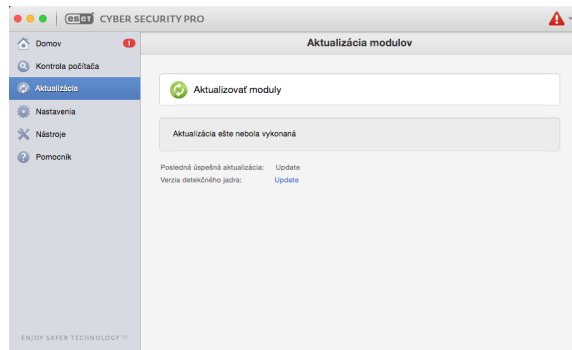 eset CYBER SECURITY PRO
Domov 1
Kontrola počítača
Aktualizácia
Nastavenia
Nástroje
Pomocník
ENJOY SAFER TECHNOLOGY™
Aktualizácia modulov
Aktualizovať moduly
Aktualizácia ešte nebola vykonaná
Posledná úspešná aktualizácia: Update
Verzia detekčného jadra: Update